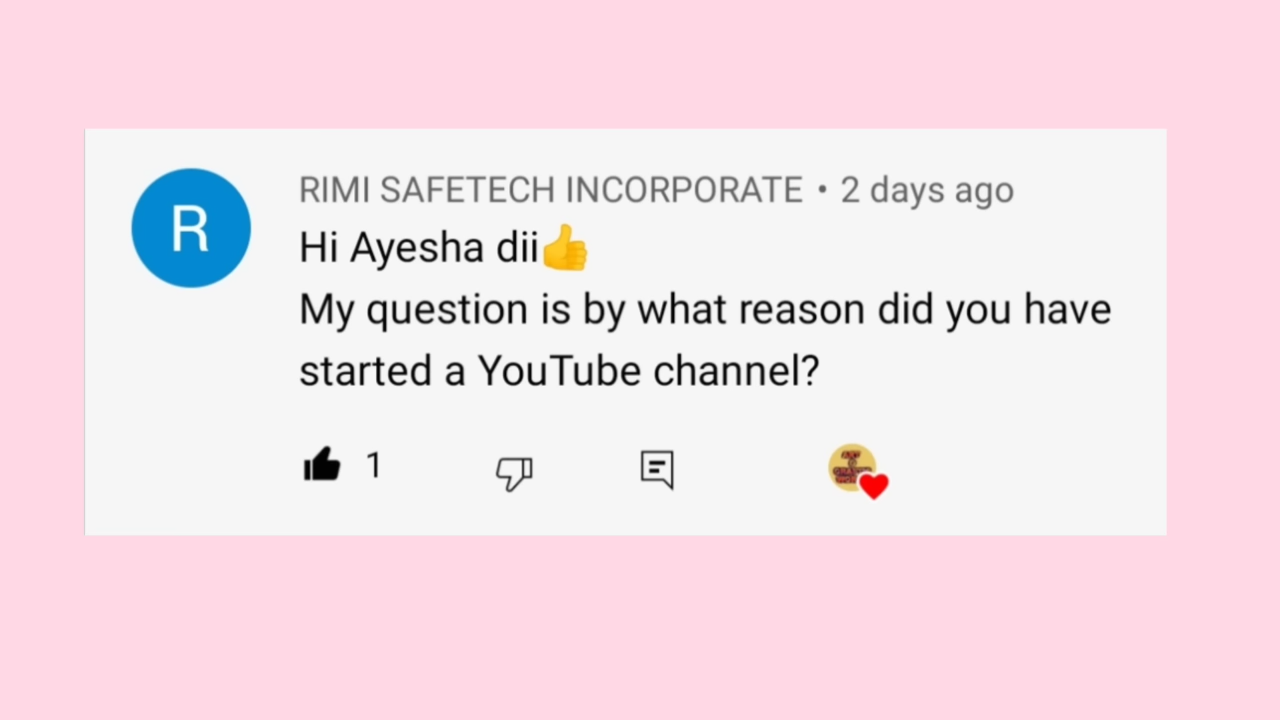 R
RIMI SAFETECH INCORPORATE • 2 days ago
Hi Ayesha dii👍
My question is by what reason did you have
started a YouTube channel?
1
ART